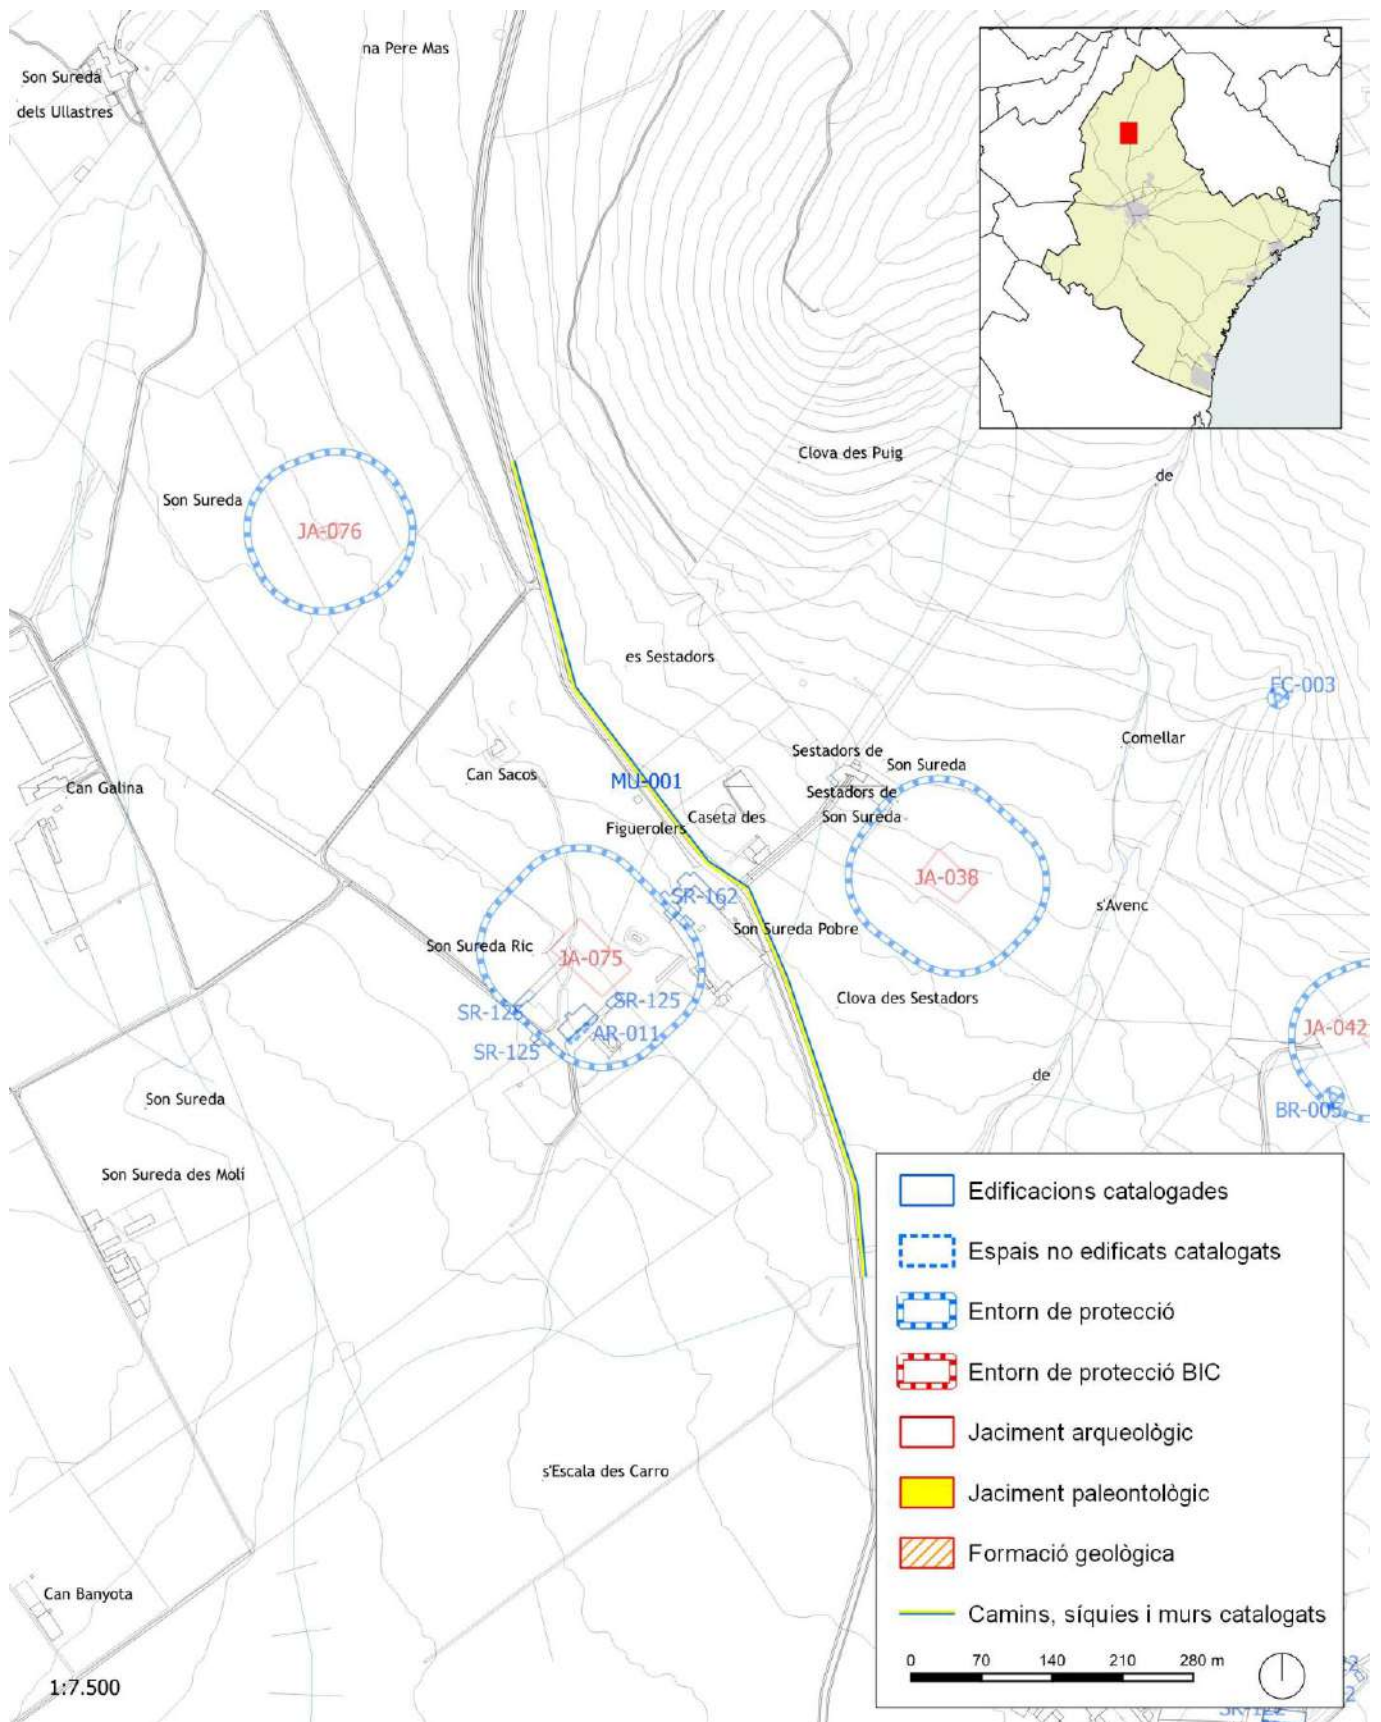 na Pere Mas
Son Sureda
dels Ullastres
Clova des Puig
de
Son Sureda
JA-076
es Sestadors
FC-003
Comellar
Sestadors de
Son Sureda
Can Sacos
MU-001
Can Galina
Sestadors de
Son Sureda
Caseta des
Figuerolers
JA-038
SR-162
s'Avenc
Son Sureda Pobre
Son Sureda Ric
JA-075
Clova des Sestadors
SR-125
SR-125
AR-011
JA-042
SR-125
de
Son Sureda
BR-005
Son Sureda des Molí
Edificacions catalogades
Espais no edificats catalogats
Entorn de protecció
Entorn de protecció BIC
Jaciment arqueològic
s'Escala des Carro
Jaciment paleontològic
Formació geològica
Can Banyota
Camins, síquies i murs catalogats
0 70 140 210 280 m
1:7.500